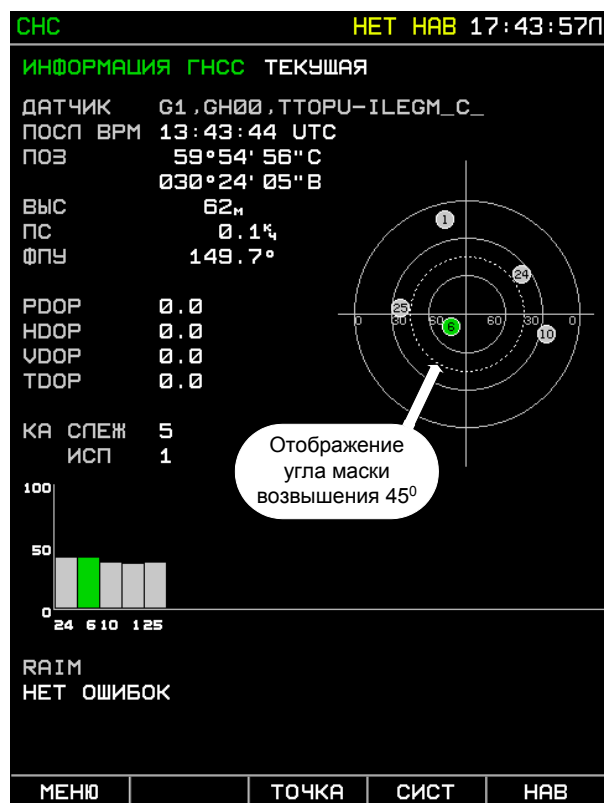 СНС НЕТ НАВ 17:43:57Л
ИНФОРМАЦИЯ ГНСС ТЕКУЩАЯ
ДАТЧИК G1,GH00,TTOPU-ILEGM_C_
ПОСЛ ВРМ 13:43:44 UTC
ПОЗ 59°54'56"С
030°24'05"В
ВЫС 62м
ПС 0.1кч
ФПУ 149.7°
1
24
25
6
10
0 30 60 60 30 0
PDOP 0.0
HDOP 0.0
VDOP 0.0
TDOP 0.0
КА СЛЕЖ 5
ИСП 1
Отображение
угла маски
возвышения 45⁰
100
50
0
24 6 10 1 25
RAIM
НЕТ ОШИБОК
МЕНЮ ТОЧКА СИСТ НАВ